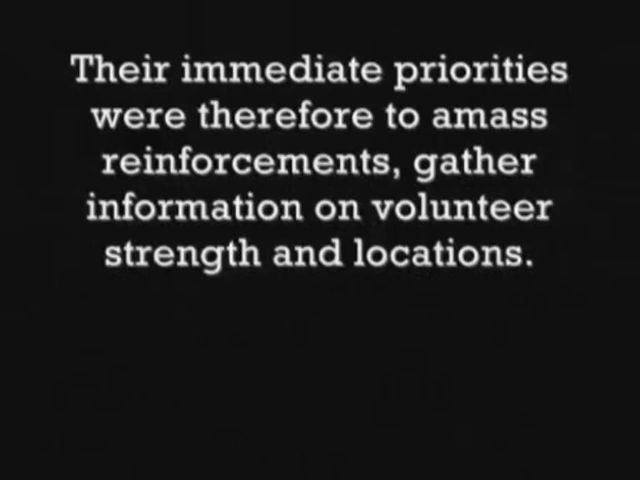 Their immediate priorities
were therefore to amass
reinforcements, gather
information on volunteer
strength and locations.